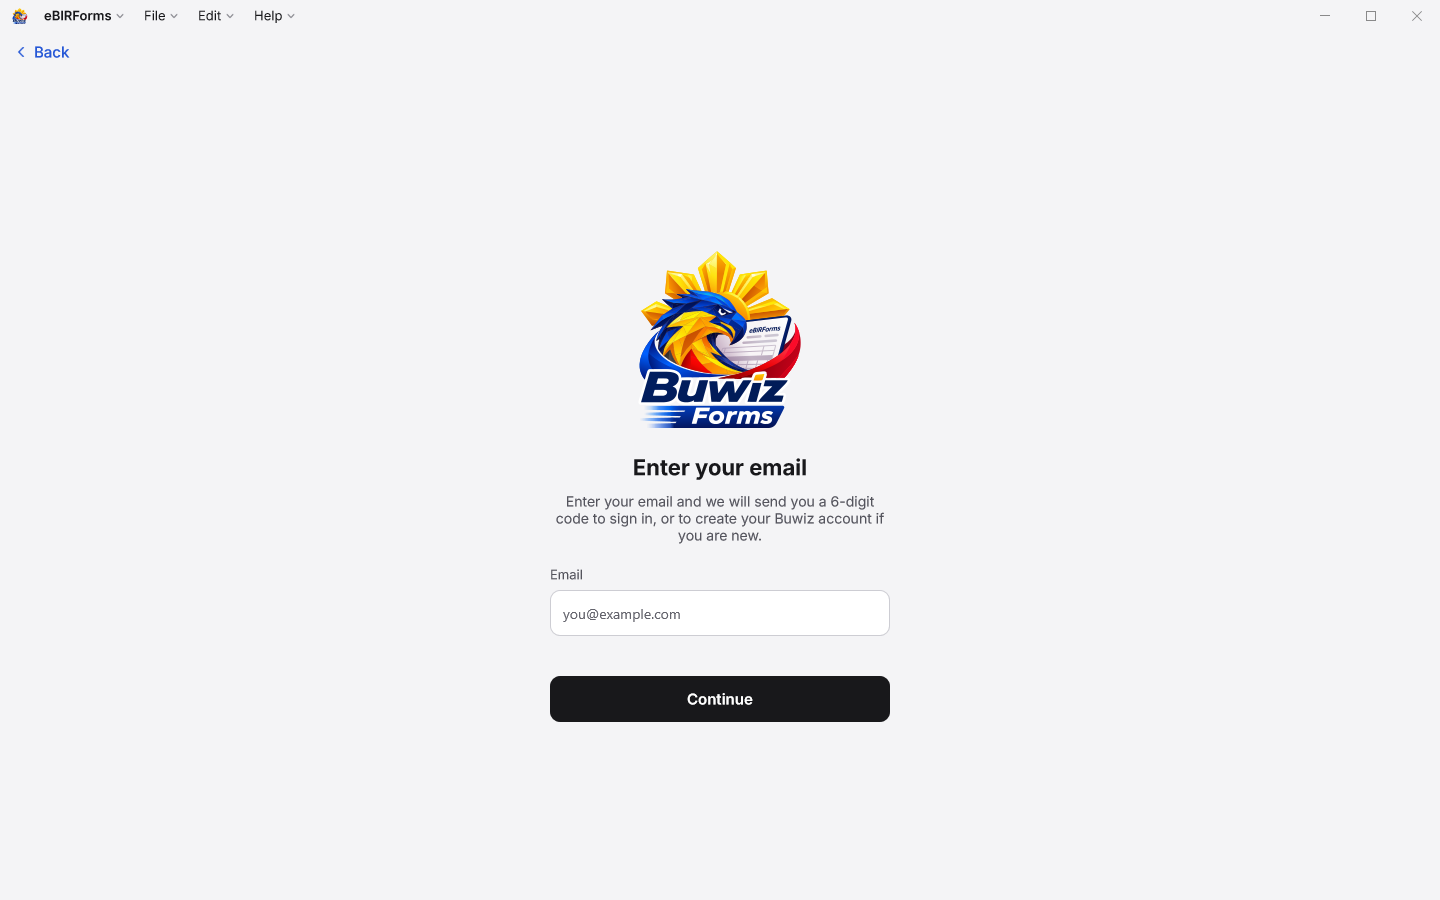 eBIRForms File Edit Help
Back
eBIRForms
Buwiz
Forms
Enter your email
Enter your email and we will send you a 6-digit
code to sign in, or to create your Buwiz account if
you are new.
Email
you@example.com
Continue